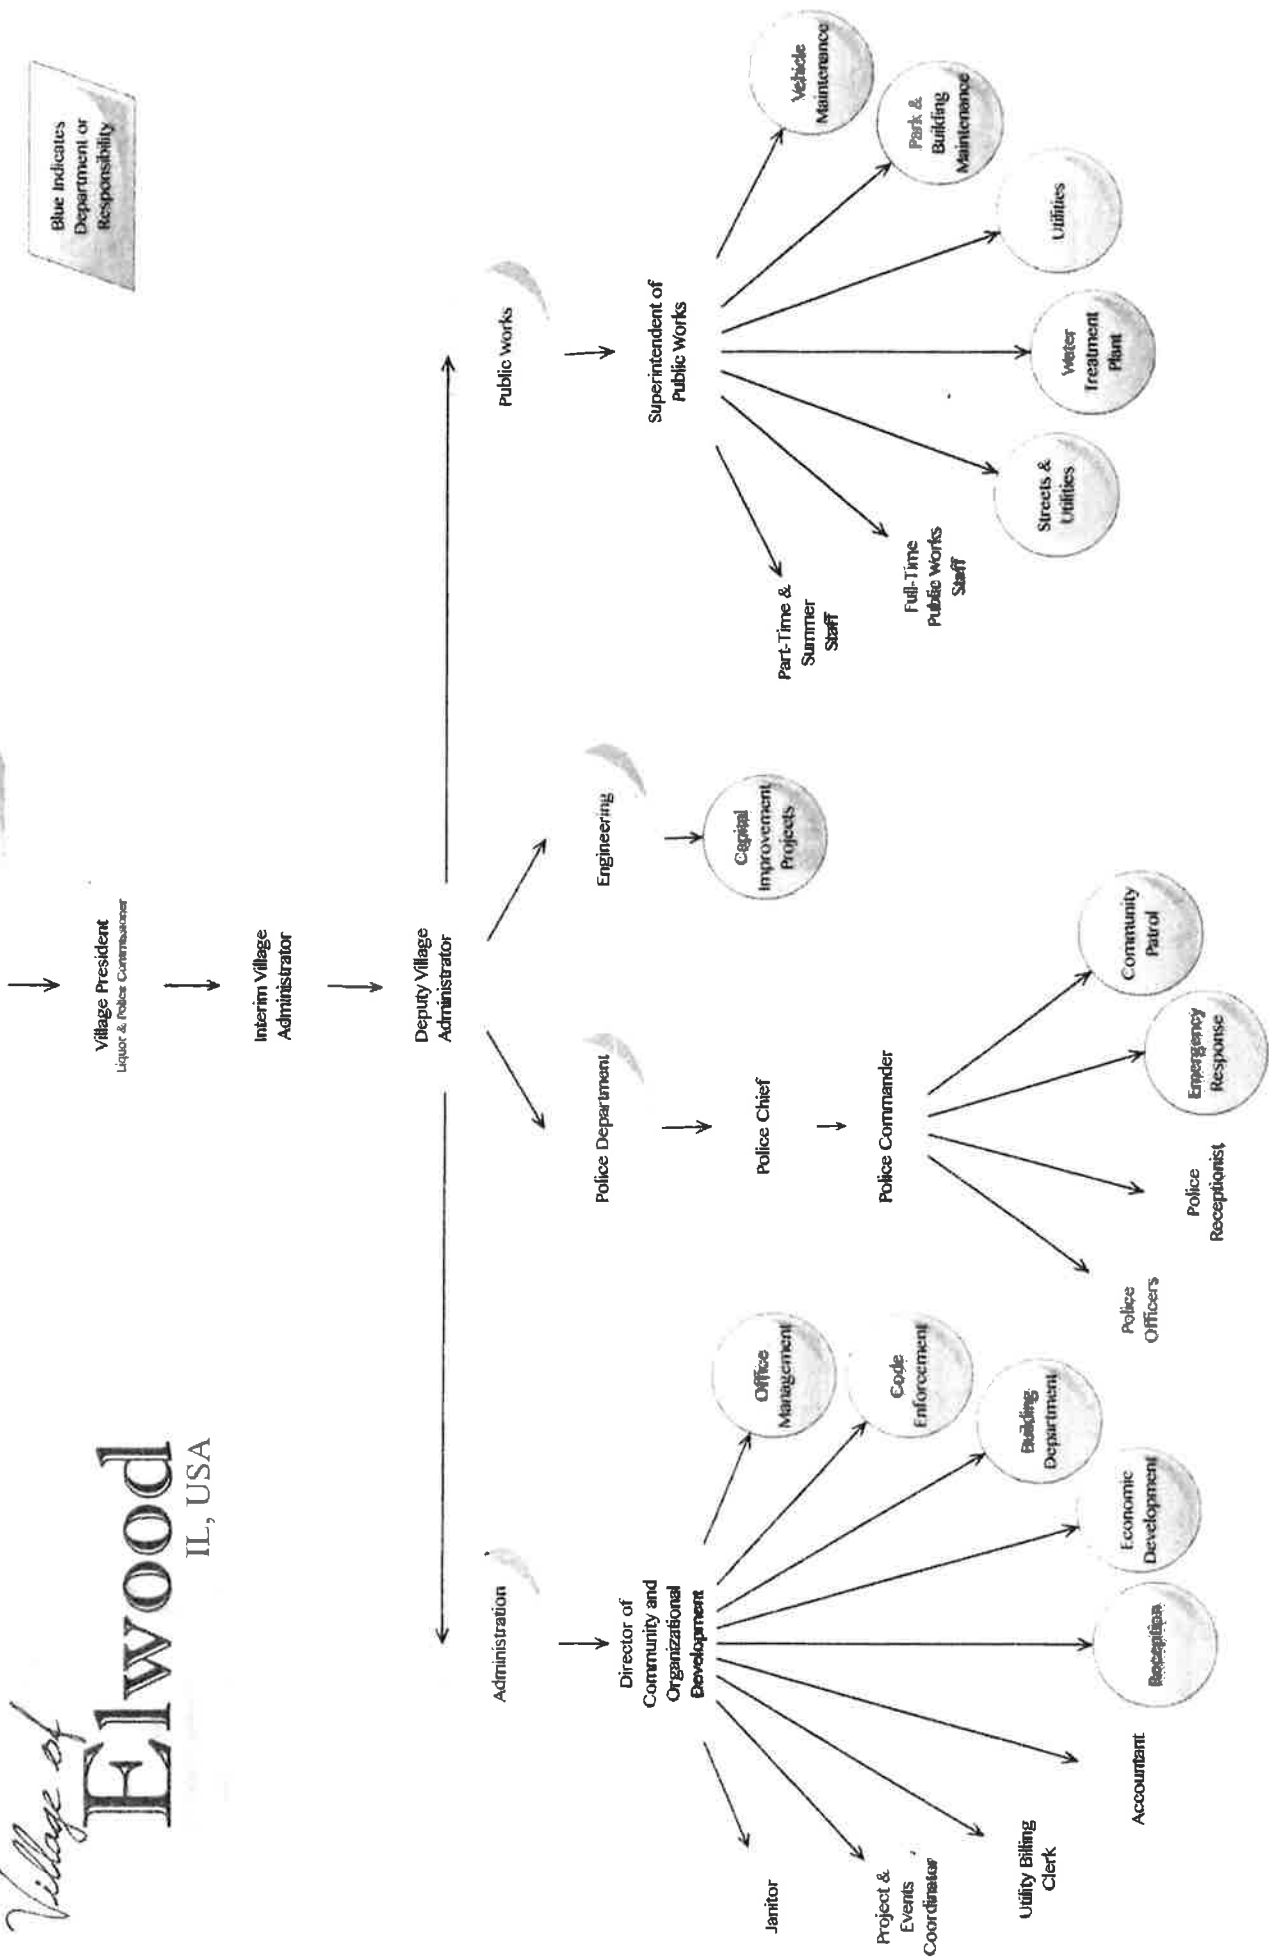 Village of
Elwood
IL, USA
Blue Indicates
Department or
Responsibility
Village President
Liquor & Police Commissioner
Interim Village
Administrator
Deputy Village
Administrator
Administration
Director of
Community and
Organizational
Development
Janitor
Project &
Events
Coordinator
Utility Billing
Clerk
Accountant
Reception
Economic
Development
Building
Department
Code
Enforcement
Office
Management
Police Department
Police Chief
Police Commander
Police
Officers
Police
Receptionist
Emergency
Response
Community
Patrol
Engineering
Capital
Improvement
Projects
Public Works
Superintendent of
Public Works
Part-Time &
Summer
Staff
Full-Time
Public Works
Staff
Streets &
Utilities
Water
Treatment
Plant
Utilities
Park &
Building
Maintenance
Vehicle
Maintenance